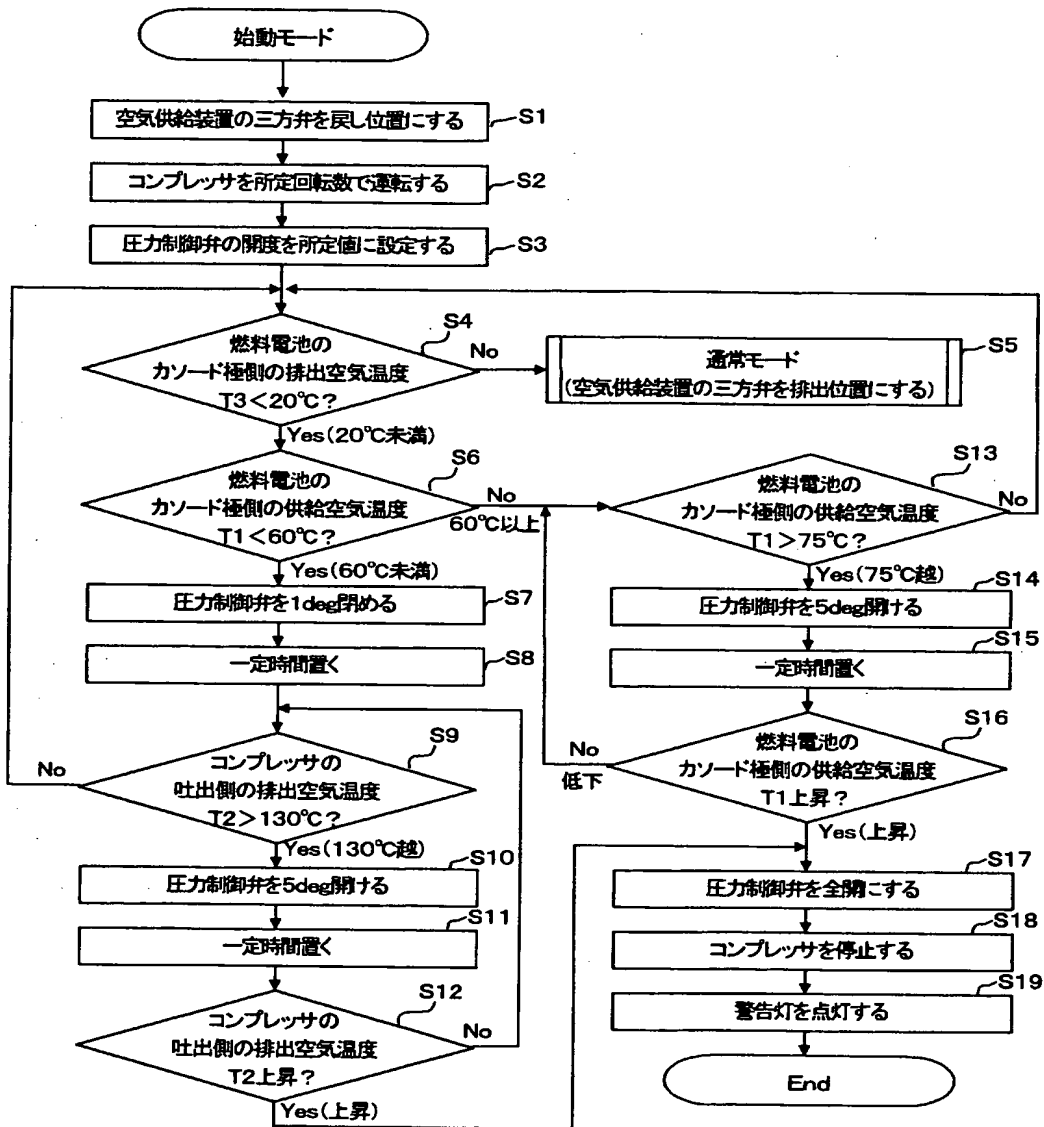 始動モード
空気供給装置の三方弁を戻し位置にする
S1
コンプレッサを所定回転数で運転する
S2
圧力制御弁の開度を所定値に設定する
S3
S4
燃料電池の
カソード極側の排出空気温度
T3<20℃?
No
S5
通常モード
(空気供給装置の三方弁を排出位置にする)
Yes(20℃未満)
S6
燃料電池の
カソード極側の供給空気温度
T1<60℃?
No
60℃以上
S13
燃料電池の
カソード極側の供給空気温度
T1>75℃?
No
Yes(60℃未満)
圧力制御弁を1deg閉める
S7
一定時間置く
S8
Yes(75℃越)
S14
圧力制御弁を5deg開ける
S15
一定時間置く
S9
コンプレッサの
吐出側の排出空気温度
T2>130℃?
No
S16
燃料電池の
カソード極側の供給空気温度
T1上昇?
No
低下
Yes(130℃越)
S10
圧力制御弁を5deg開ける
S11
一定時間置く
Yes(上昇)
S17
圧力制御弁を全開にする
S18
コンプレッサを停止する
S19
警告灯を点灯する
S12
コンプレッサの
吐出側の排出空気温度
T2上昇?
No
Yes(上昇)
End